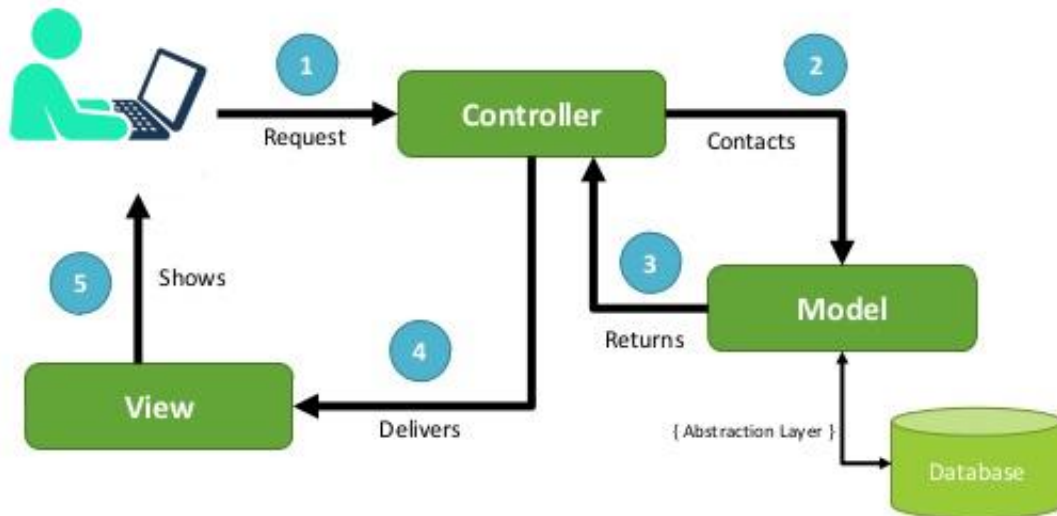 1
Request
Controller
2
Contacts
3
Returns
Model
4
Delivers
View
5
Shows
{ Abstraction Layer }
Database